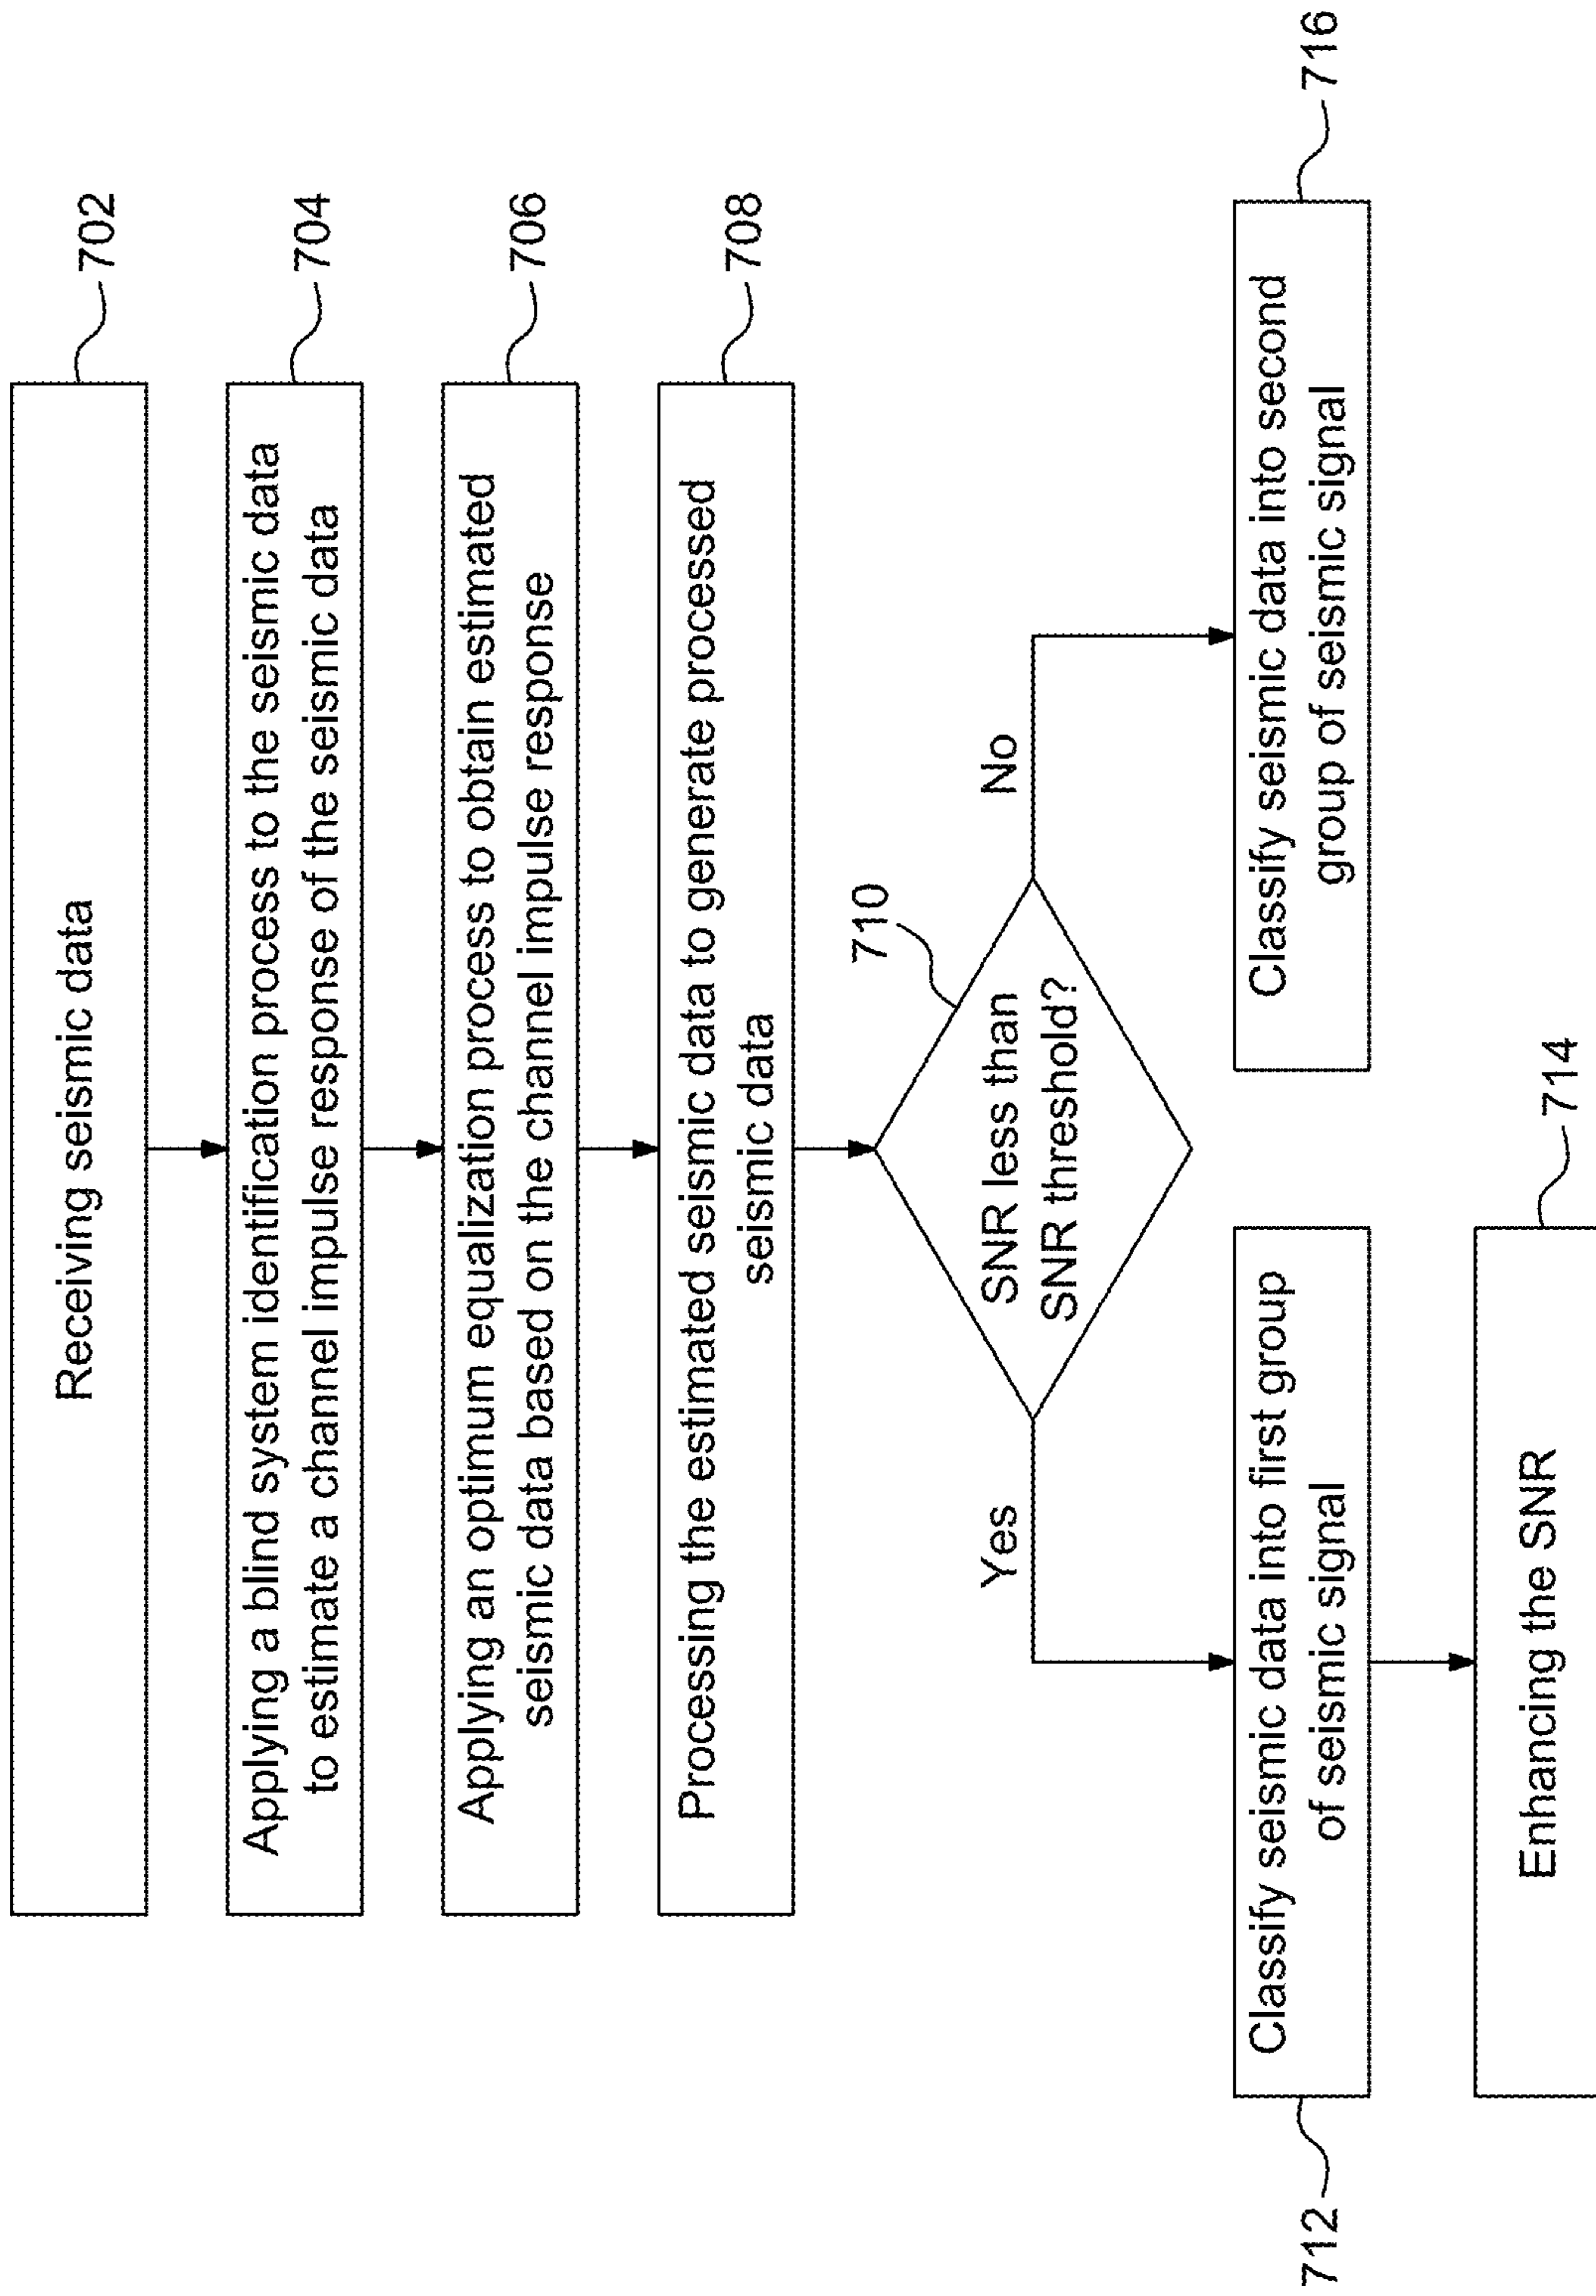 Receiving seismic data
702
Applying a blind system identification process to the seismic data
to estimate a channel impulse response of the seismic data
704
Applying an optimum equalization process to obtain estimated
seismic data based on the channel impulse response
706
Processing the estimated seismic data to generate processed
seismic data
708
710
SNR less than
SNR threshold?
Yes
No
712
Classify seismic data into first group
of seismic signal
Classify seismic data into second
group of seismic signal
716
Enhancing the SNR
714